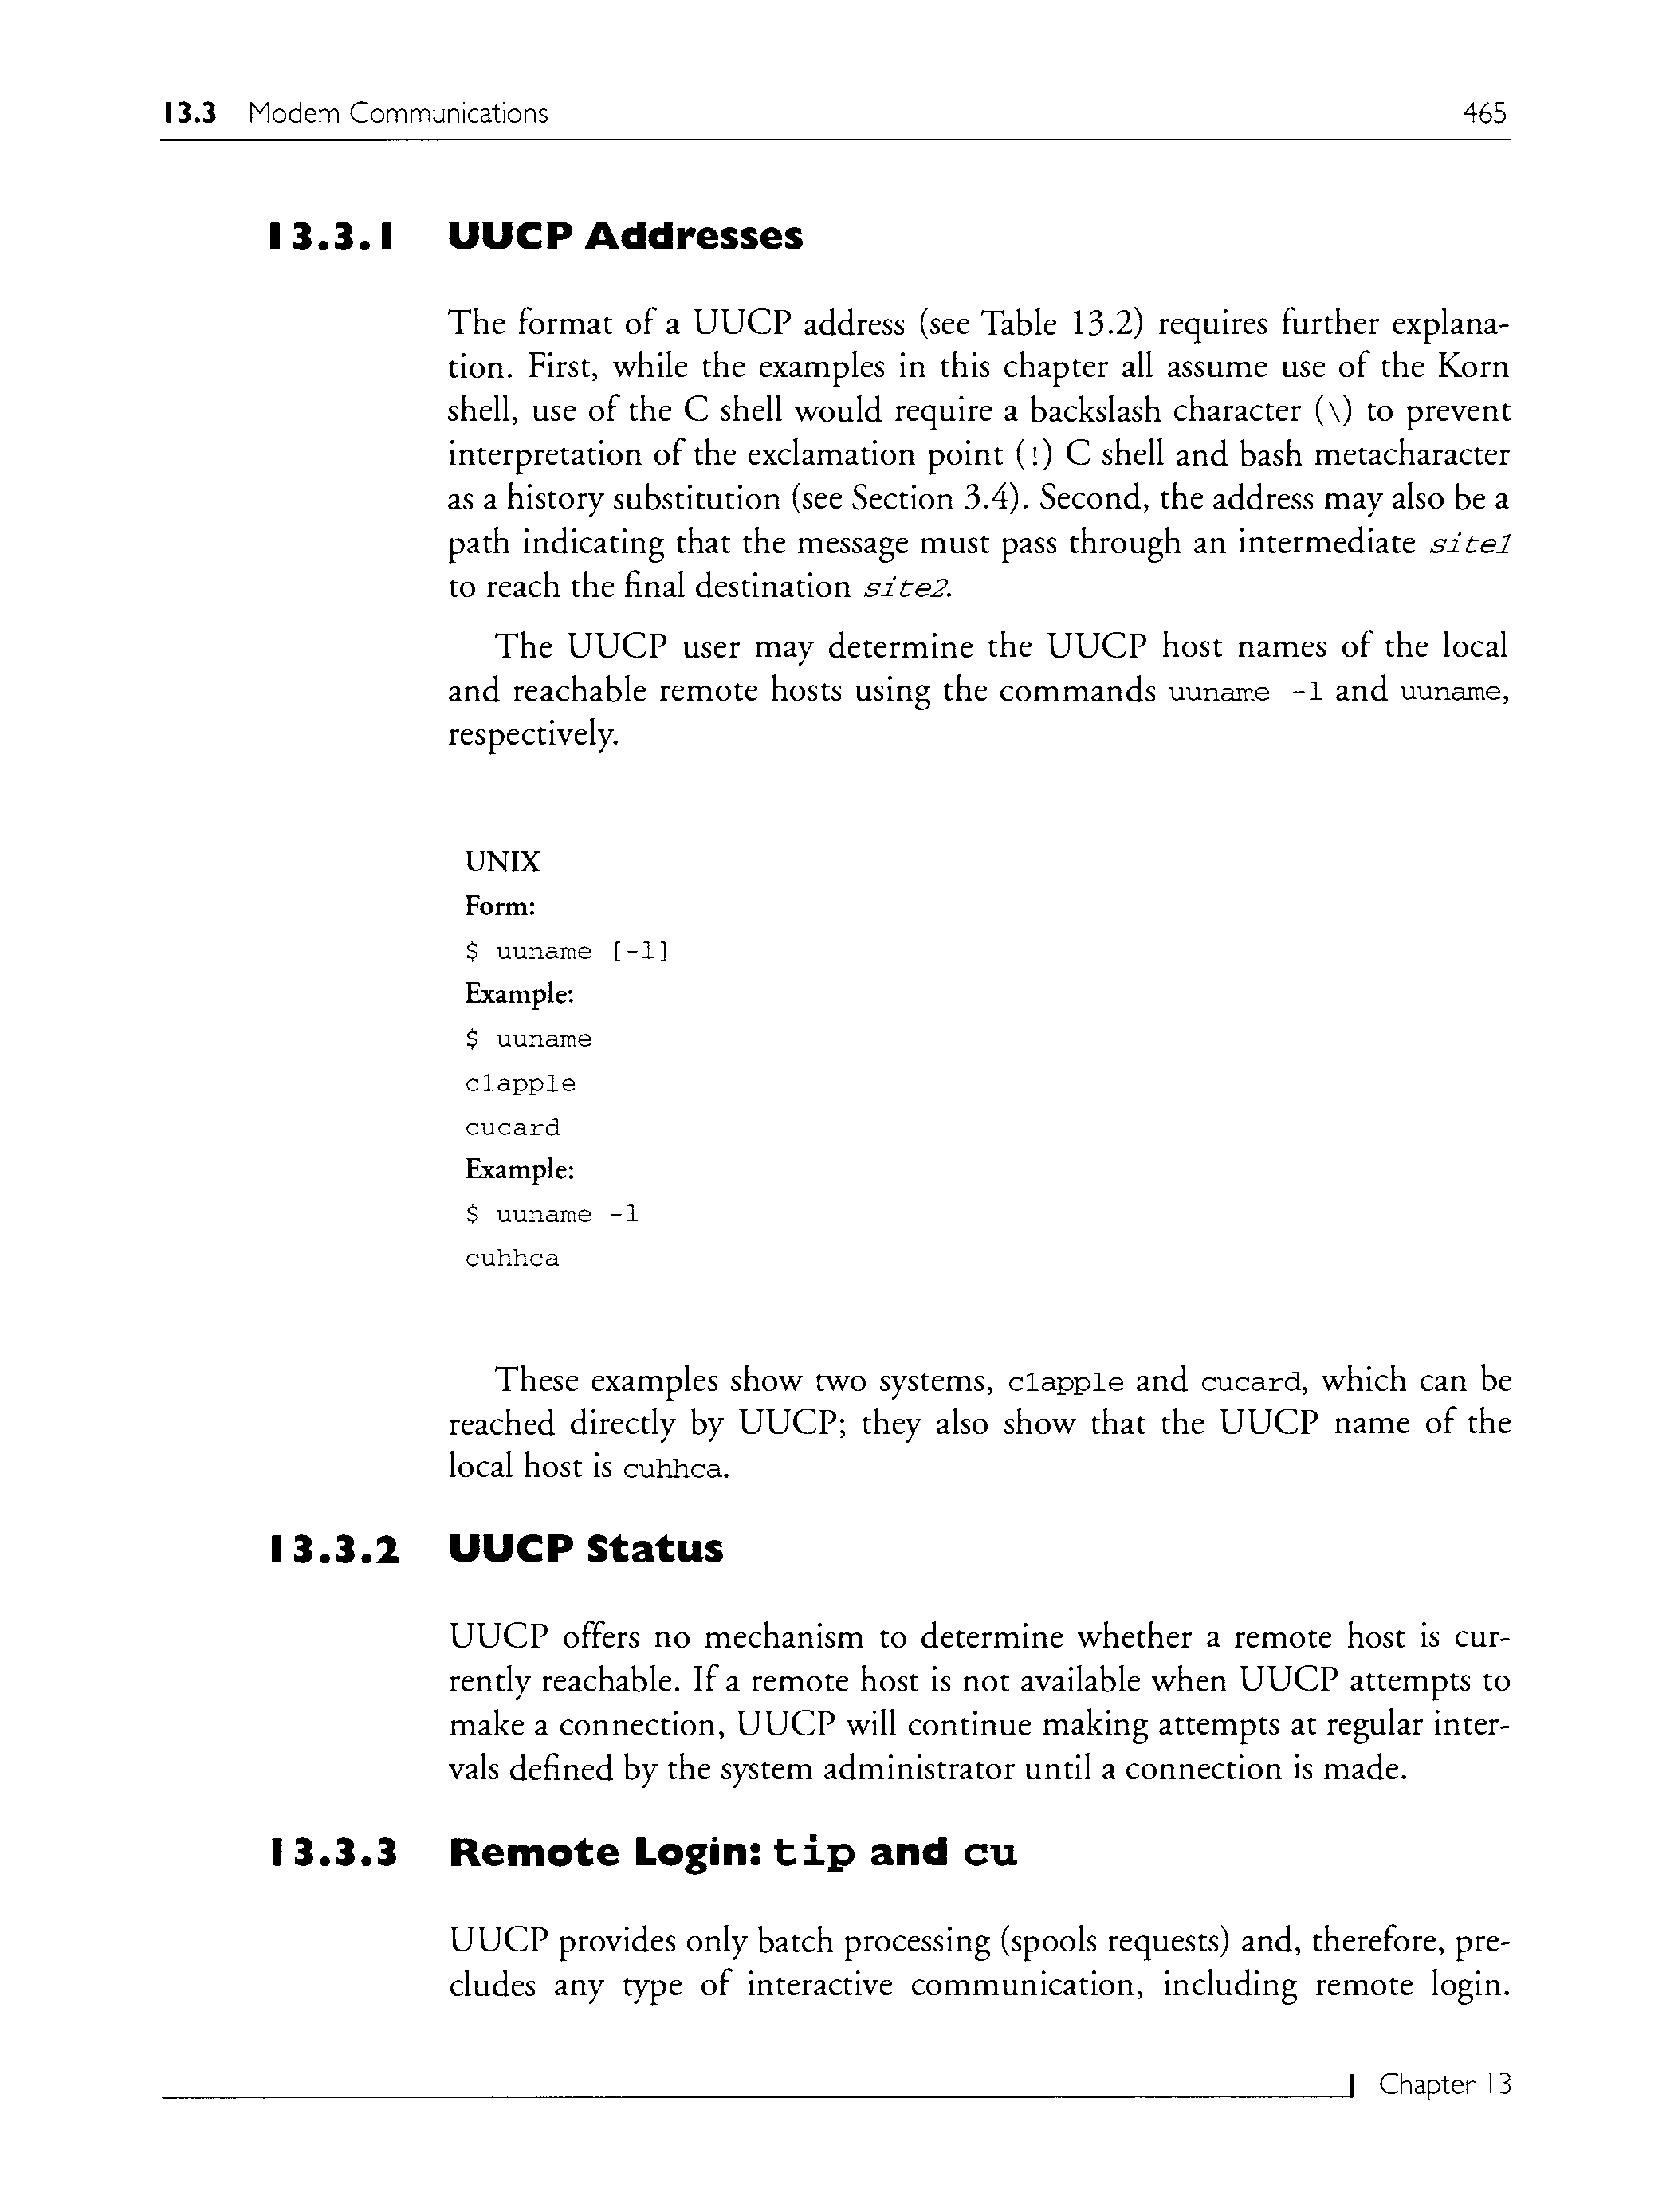 13.3 Modem Communications 465
13.3.1 UUCP Addresses
The format of a UUCP address (see Table 13.2) requires further explana-
tion. First, while the examples in this chapter all assume use of the Korn
shell, use of the C shell would require a backslash character (\) to prevent
interpretation of the exclamation point (!) C shell and bash metacharacter
as a history substitution (see Section 3.4). Second, the address may also be a
path indicating that the message must pass through an intermediate site1
to reach the final destination site2.
The UUCP user may determine the UUCP host names of the local
and reachable remote hosts using the commands uuname -l and uuname,
respectively.
UNIX
Form:
$ uuname [-l]
Example:
$ uuname
clapple
cucard
Example:
$ uuname -l
cuhhca
These examples show two systems, clapple and cucard, which can be
reached directly by UUCP; they also show that the UUCP name of the
local host is cuhhca.
13.3.2 UUCP Status
UUCP offers no mechanism to determine whether a remote host is cur-
rently reachable. If a remote host is not available when UUCP attempts to
make a connection, UUCP will continue making attempts at regular inter-
vals defined by the system administrator until a connection is made.
13.3.3 Remote Login: tip and cu
UUCP provides only batch processing (spools requests) and, therefore, pre-
cludes any type of interactive communication, including remote login.
Chapter 13